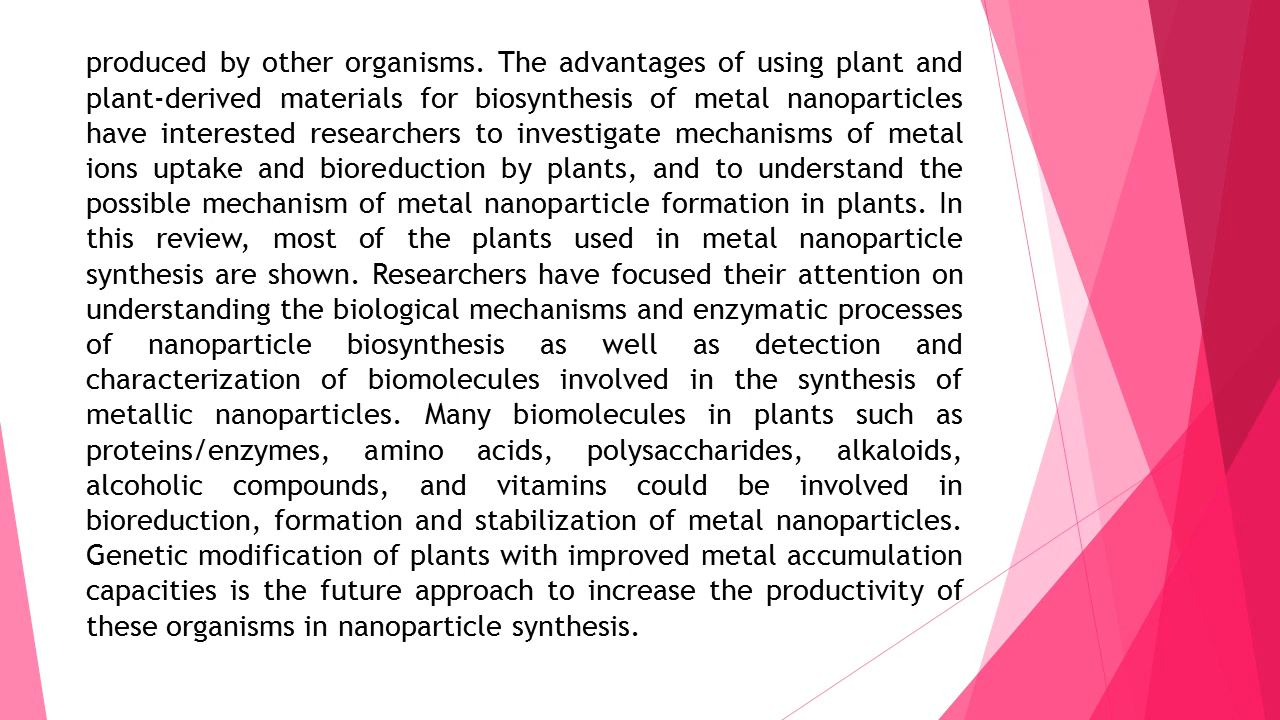 produced by other organisms. The advantages of using plant and
plant-derived materials for biosynthesis of metal nanoparticles
have interested researchers to investigate mechanisms of metal
ions uptake and bioreduction by plants, and to understand the
possible mechanism of metal nanoparticle formation in plants. In
this review, most of the plants used in metal nanoparticle
synthesis are shown. Researchers have focused their attention on
understanding the biological mechanisms and enzymatic processes
of nanoparticle biosynthesis as well as detection and
characterization of biomolecules involved in the synthesis of
metallic nanoparticles. Many biomolecules in plants such as
proteins/enzymes, amino acids, polysaccharides, alkaloids,
alcoholic compounds, and vitamins could be involved in
bioreduction, formation and stabilization of metal nanoparticles.
Genetic modification of plants with improved metal accumulation
capacities is the future approach to increase the productivity of
these organisms in nanoparticle synthesis.